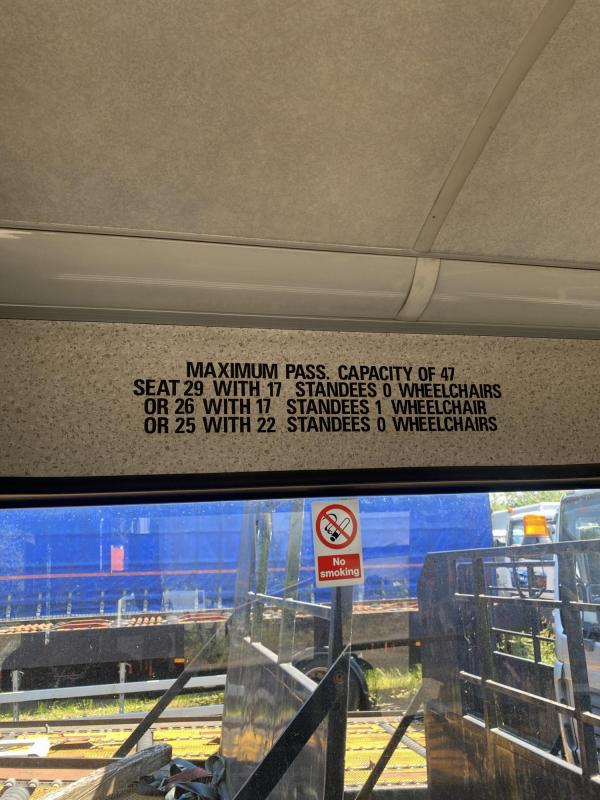 MAXIMUM PASS. CAPACITY OF 47
SEAT 29 WITH 17 STANDEES 0 WHEELCHAIRS
OR 26 WITH 17 STANDEES 1 WHEELCHAIR
OR 25 WITH 22 STANDEES 0 WHEELCHAIRS
No
smoking